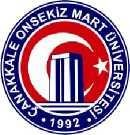 ÇANAKKALE ONSEKİZ MART ÜNİVERSİTESİ
• 1992 •